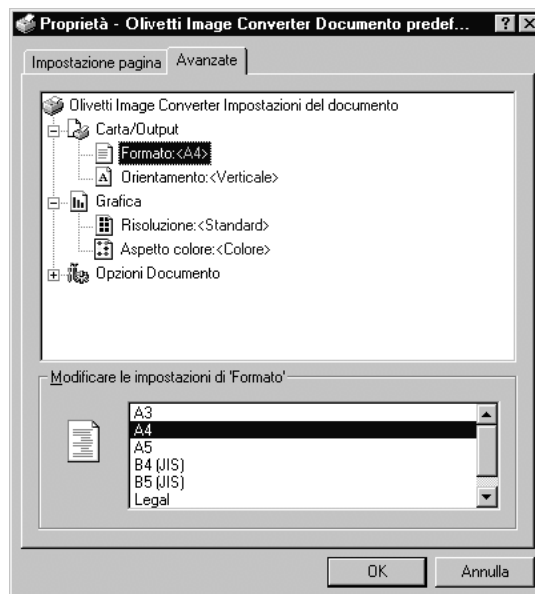 Proprietà - Olivetti Image Converter Documento predef... ? X
Impostazione pagina Avanzate
Olivetti Image Converter Impostazioni del documento
Carta/Output
Formato:<A4>
Orientamento:<Verticale>
Grafica
Risoluzione:<Standard>
Aspetto colore:<Colore>
Opzioni Documento
Modificare le impostazioni di 'Formato'
A3
A4
A5
B4 (JIS)
B5 (JIS)
Legal
OK Annulla